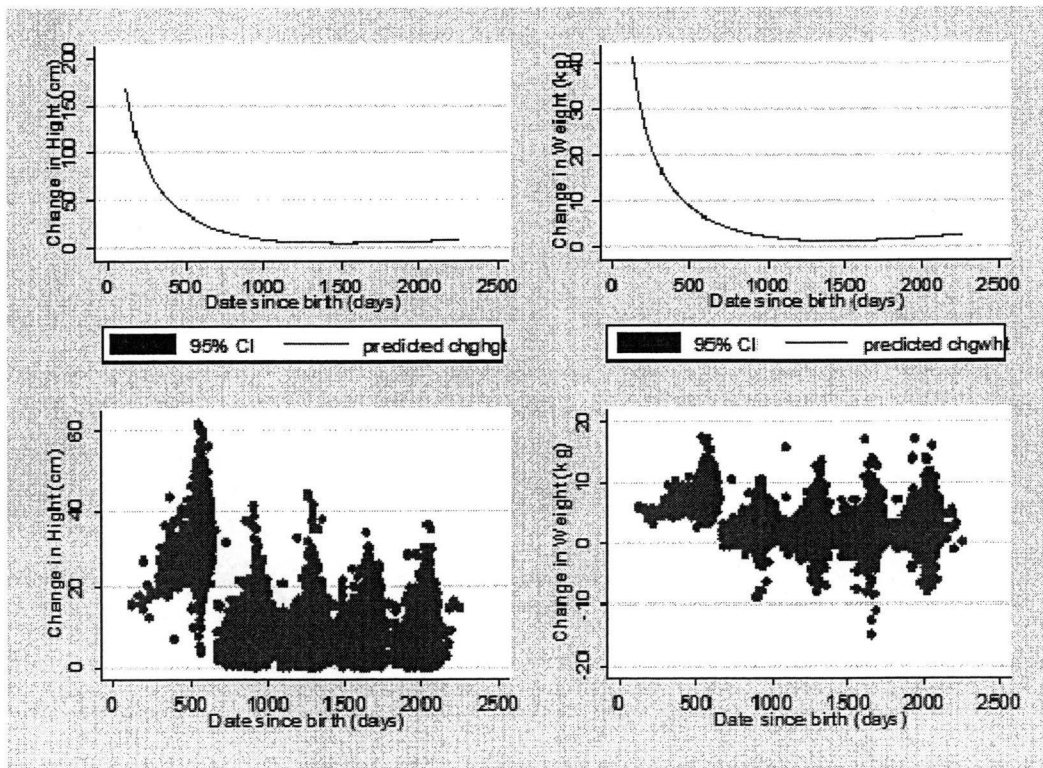 Change in Hight (cm)
0 50 100 150 200
0 500 1000 1500 2000 2500
Date since birth (days)
95% CI predicted chghgt
Change in Weight (kg)
0 10 20 30 40
0 500 1000 1500 2000 2500
Date since birth (days)
95% CI predicted chgwht
Change in Hight (cm)
0 20 40 60
0 500 1000 1500 2000 2500
Date since birth (days)
Change in Weight (kg)
-20 -10 0 10 20
0 500 1000 1500 2000 2500
Date since birth (days)